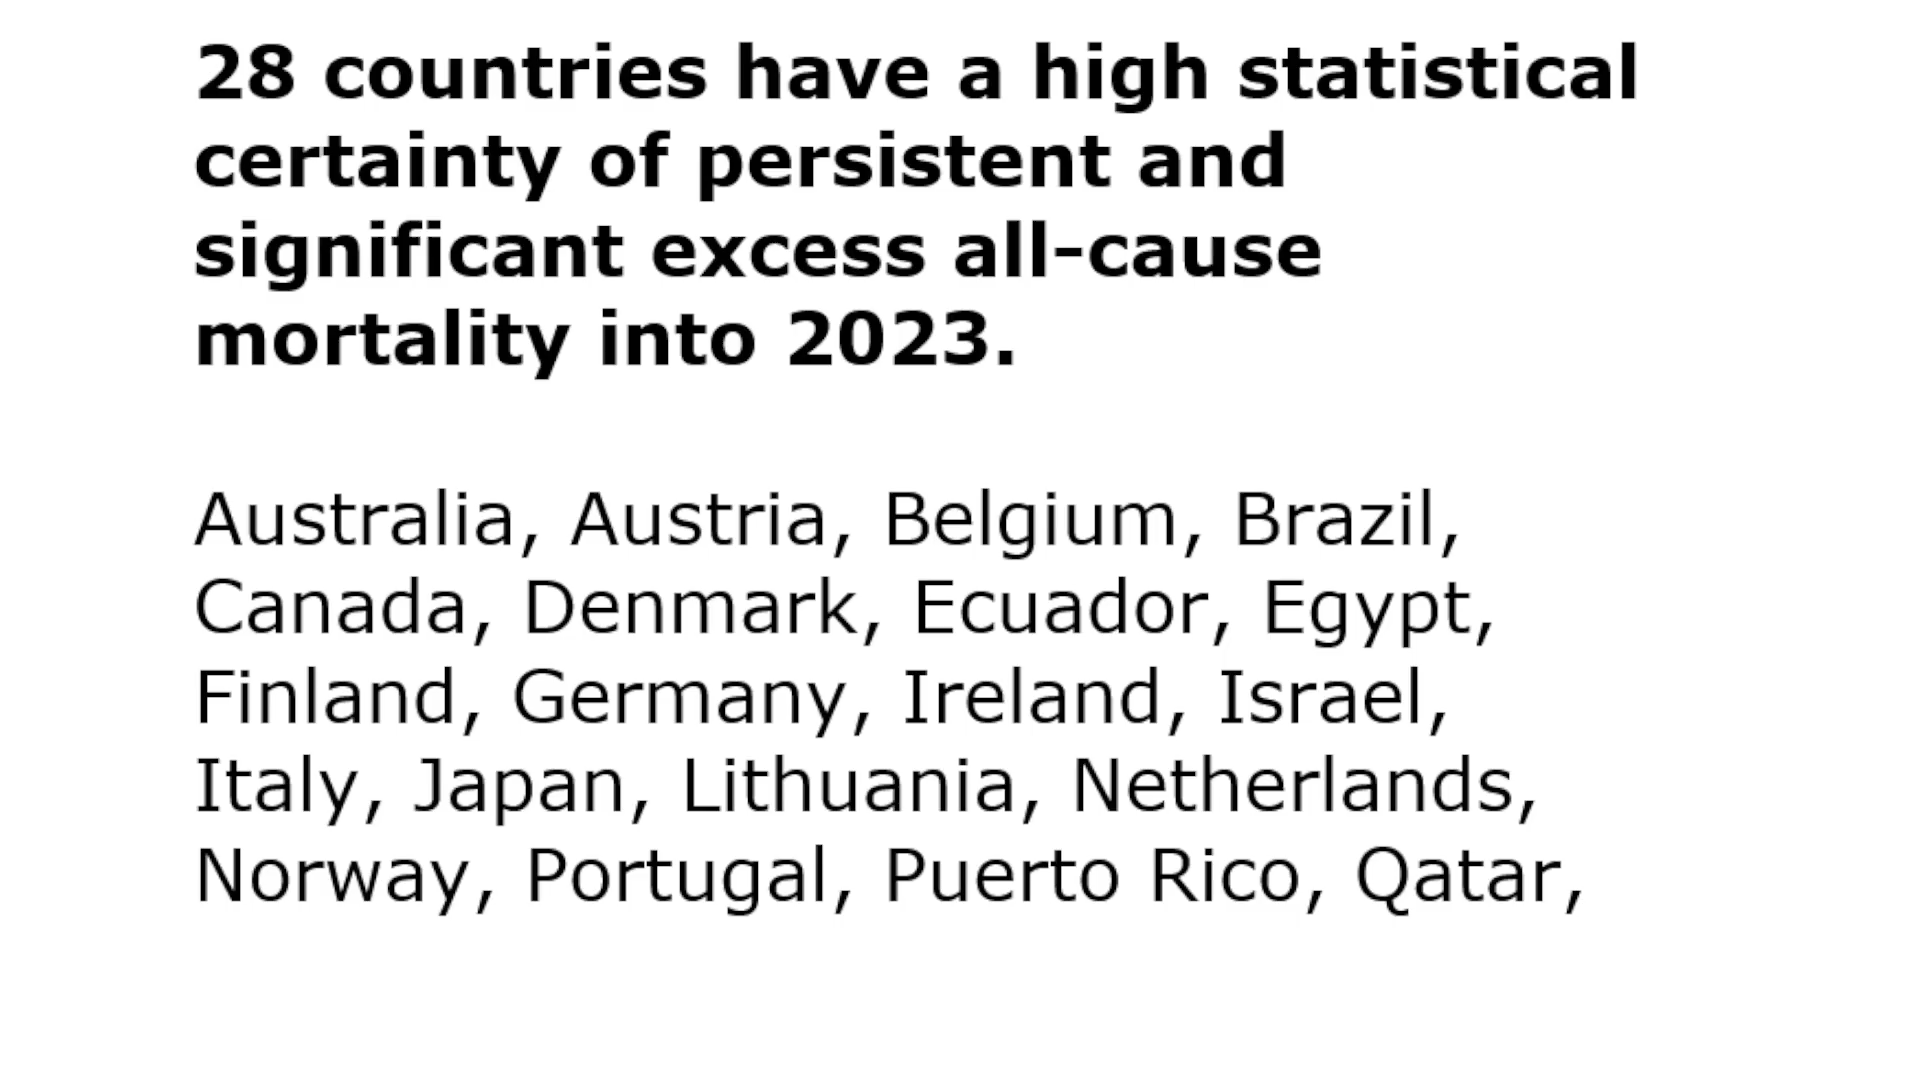 28 countries have a high statistical
certainty of persistent and
significant excess all-cause
mortality into 2023.
Australia, Austria, Belgium, Brazil,
Canada, Denmark, Ecuador, Egypt,
Finland, Germany, Ireland, Israel,
Italy, Japan, Lithuania, Netherlands,
Norway, Portugal, Puerto Rico, Qatar,